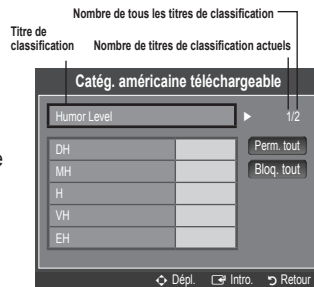 Nombre de tous les titres de classification
Titre de
classification
Nombre de titres de classification actuels
Catég. américaine téléchargeable
Humor Level
1/2
DH
Perm. tout
MH
Bloq. tout
H
VH
EH
Dépl. Intro. Retour
e